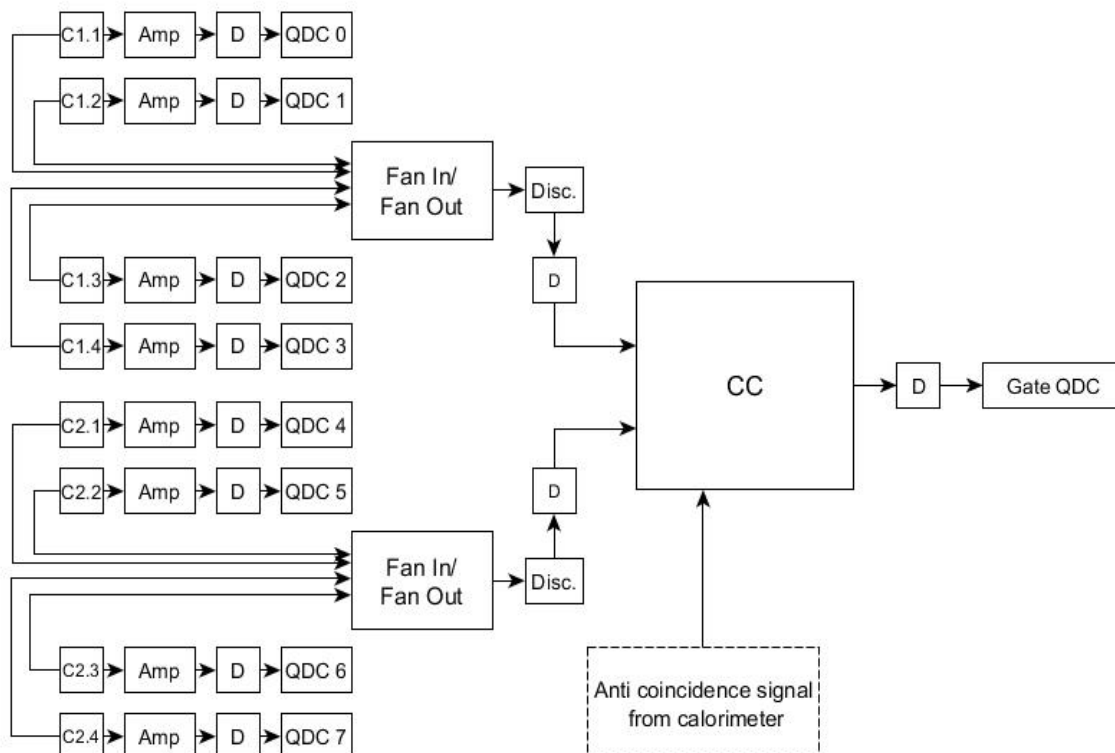 C1.1 Amp D QDC 0
C1.2 Amp D QDC 1
Fan In/
Fan Out
Disc.
D
C1.3 Amp D QDC 2
C1.4 Amp D QDC 3
CC
D
Gate QDC
C2.1 Amp D QDC 4
C2.2 Amp D QDC 5
D
Fan In/
Fan Out
Disc.
C2.3 Amp D QDC 6
C2.4 Amp D QDC 7
Anti coincidence signal
from calorimeter